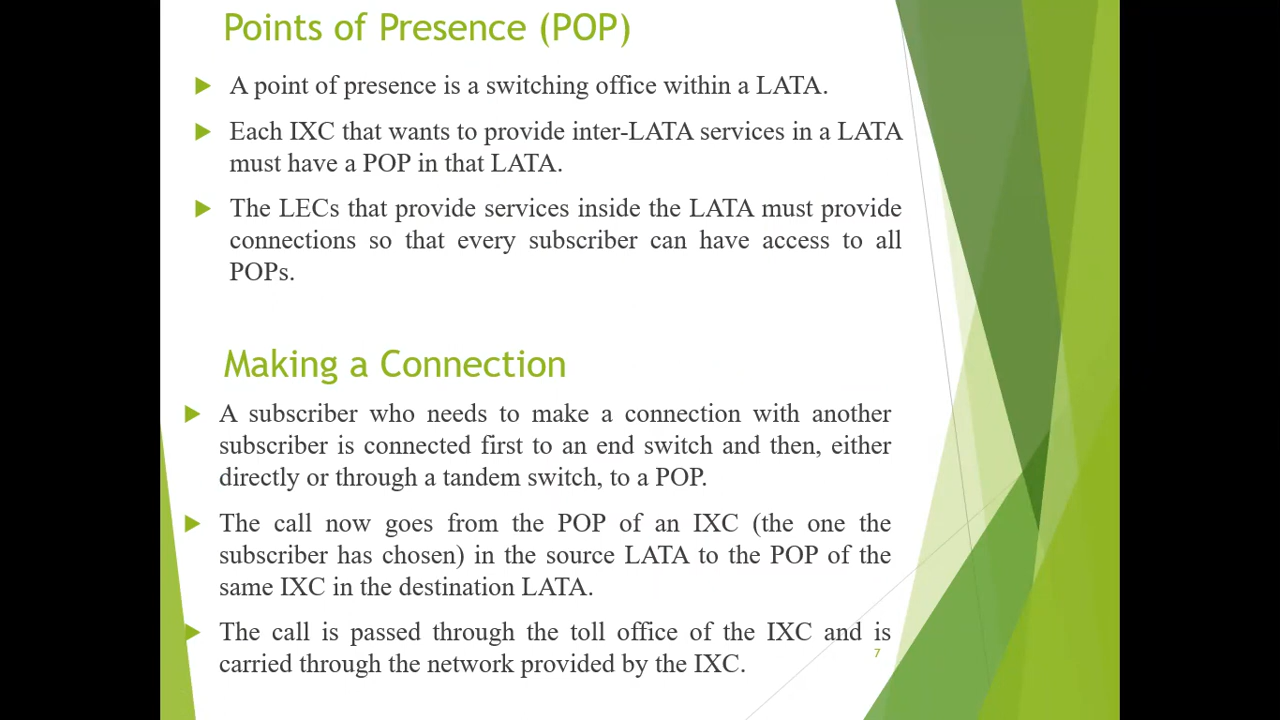 Points of Presence (POP)
A point of presence is a switching office within a LATA.
Each IXC that wants to provide inter-LATA services in a LATA
must have a POP in that LATA.
The LECs that provide services inside the LATA must provide
connections so that every subscriber can have access to all
POPs.
Making a Connection
A subscriber who needs to make a connection with another
subscriber is connected first to an end switch and then, either
directly or through a tandem switch, to a POP.
The call now goes from the POP of an IXC (the one the
subscriber has chosen) in the source LATA to the POP of the
same IXC in the destination LATA.
The call is passed through the toll office of the IXC and is
carried through the network provided by the IXC.
7